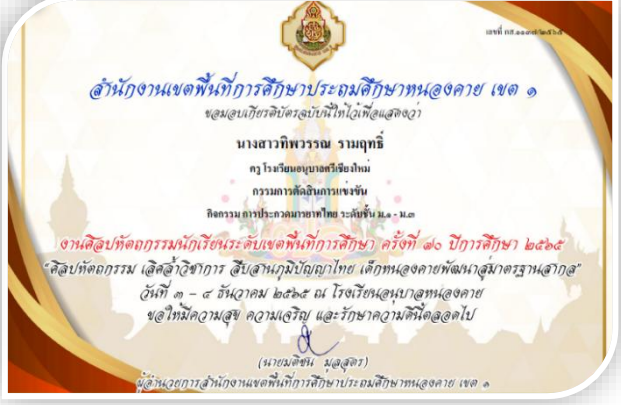 เลขที่ กส.๑๑๓๗/๒๕๖๕
สำนักงานเขตพื้นที่การศึกษาประถมศึกษาหนองคาย เขต ๑
ขอมอบเกียรติบัตรฉบับนี้ให้ไว้เพื่อแสดงว่า
นางสาวทิพวรรณ รามฤทธิ์
ครู โรงเรียนอนุบาลศรีเชียงใหม่
กรรมการตัดสินการแข่งขัน
กิจกรรม การประกวดมารยาทไทย ระดับชั้น ม.๑ - ม.๓
งานศิลปหัตถกรรมนักเรียนระดับเขตพื้นที่การศึกษา ครั้งที่ ๗๐ ปีการศึกษา ๒๕๖๕
"ศิลปหัตถกรรม เลิศล้ำวิชาการ สืบสานภูมิปัญญาไทย เด็กหนองคายพัฒนาสู่มาตรฐานสากล"
วันที่ ๓ - ๔ ธันวาคม ๒๕๖๕ ณ โรงเรียนอนุบาลหนองคาย
ขอให้มีความสุข ความเจริญ และรักษาความดีนี้ตลอดไป
(นายมติชน มูลสูตร)
ผู้อำนวยการสำนักงานเขตพื้นที่การศึกษาประถมศึกษาหนองคาย เขต ๑